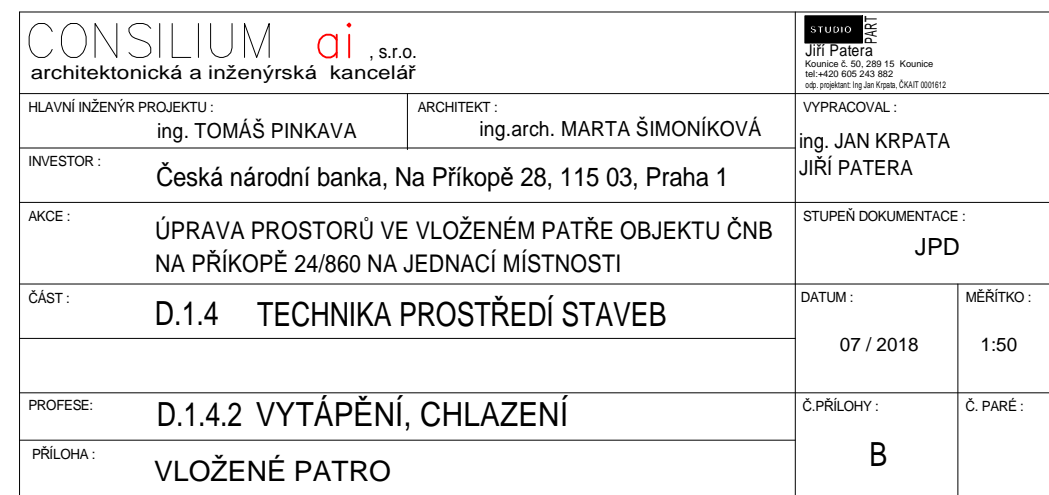 CONSILIUM ai , s.r.o.
architektonická a inženýrská kancelář
STUDIO PART
Jiří Patera
Kounice č. 50, 289 15 Kounice
tel:+420 605 243 882
odp. projektant: Ing Jan Krpata, ČKAIT 0001612
HLAVNÍ INŽENÝR PROJEKTU :
ing. TOMÁŠ PINKAVA
ARCHITEKT :
ing.arch. MARTA ŠIMONÍKOVÁ
VYPRACOVAL :
ing. JAN KRPATA
JIŘÍ PATERA
INVESTOR :
Česká národní banka, Na Příkopě 28, 115 03, Praha 1
AKCE :
ÚPRAVA PROSTORŮ VE VLOŽENÉM PATŘE OBJEKTU ČNB
NA PŘÍKOPĚ 24/860 NA JEDNACÍ MÍSTNOSTI
STUPEŇ DOKUMENTACE :
JPD
ČÁST :
D.1.4 TECHNIKA PROSTŘEDÍ STAVEB
DATUM :
07 / 2018
MĚŘÍTKO :
1:50
PROFESE:
D.1.4.2 VYTÁPĚNÍ, CHLAZENÍ
Č.PŘÍLOHY :
B
Č. PARÉ :
PŘÍLOHA :
VLOŽENÉ PATRO